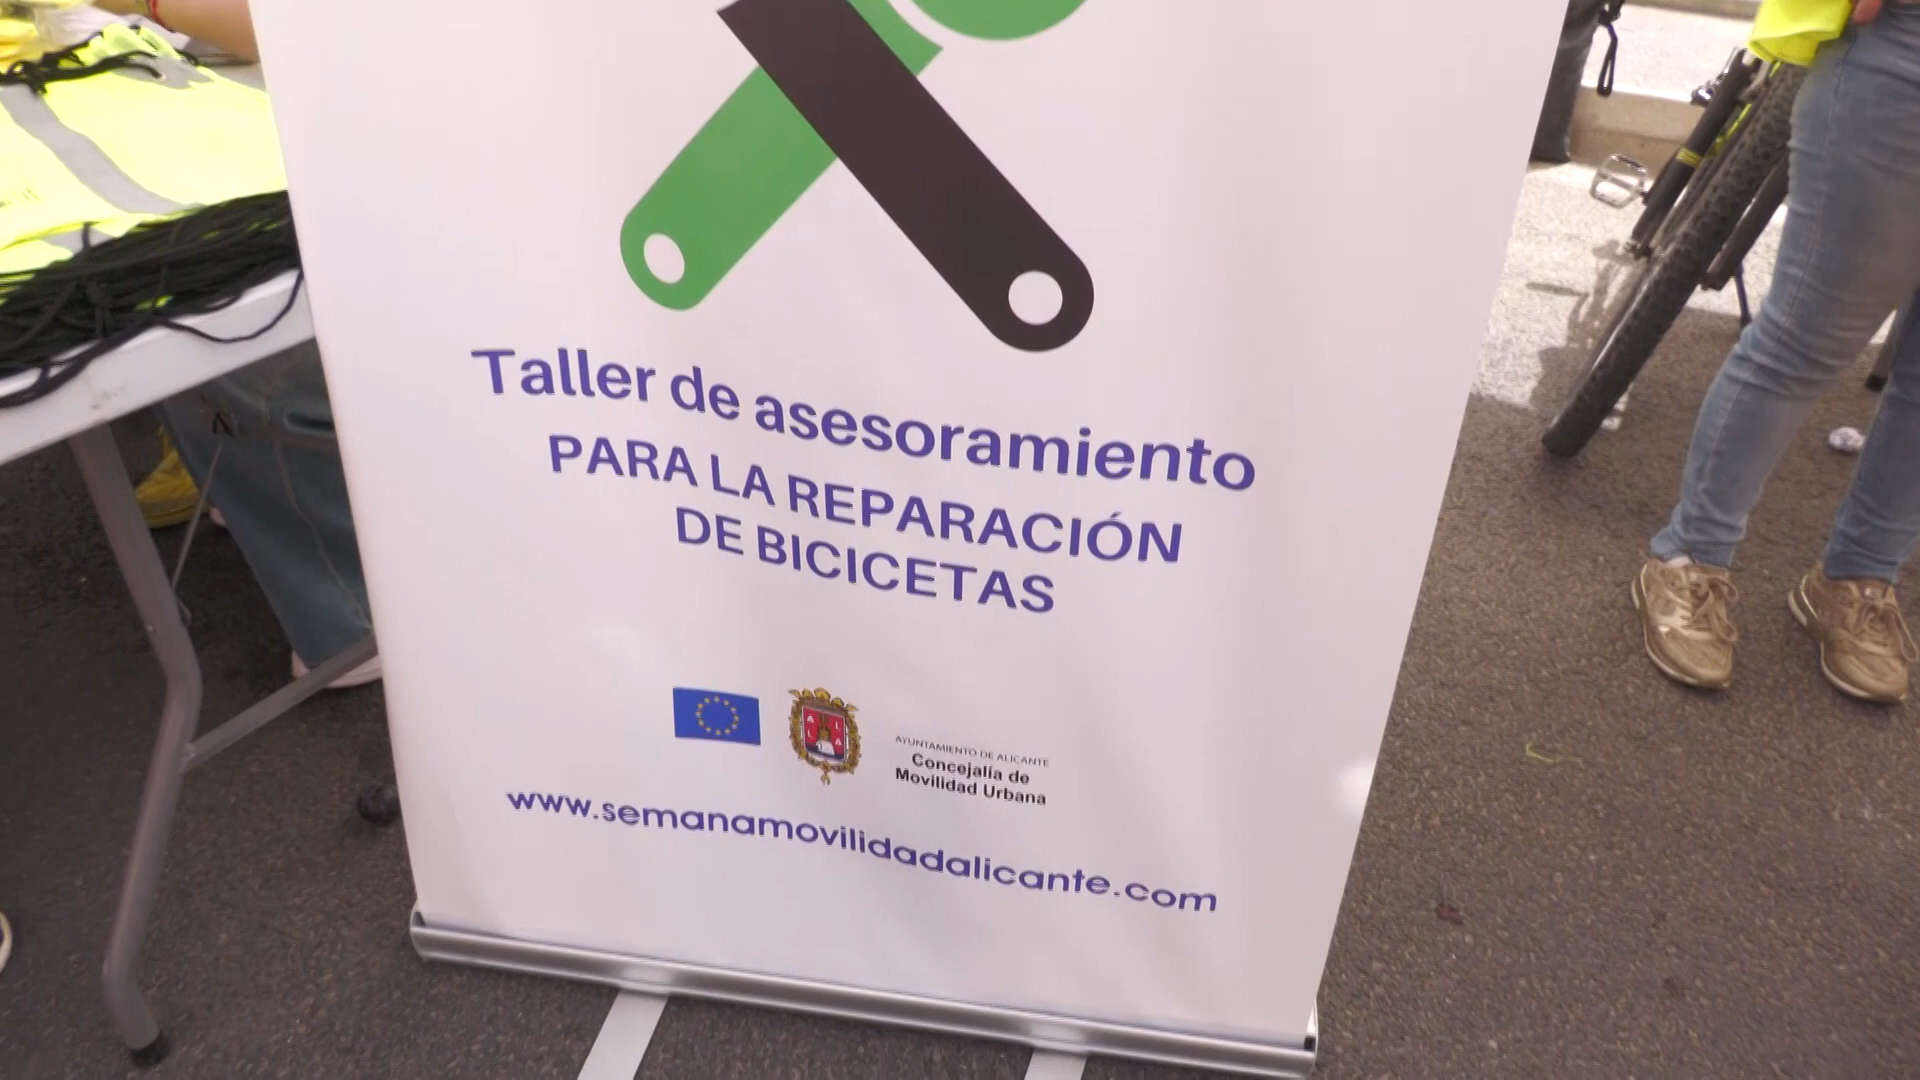 Taller de asesoramiento
PARA LA REPARACIÓN
DE BICICETAS
AYUNTAMIENTO DE ALICANTE
Concejalía de
Movilidad Urbana
www.semanamovilidadalicante.com